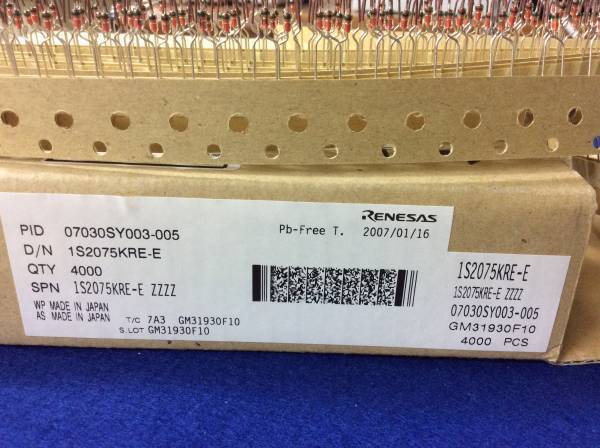 RENESAS
PID 07030SY003-005
Pb-Free T. 2007/01/16
D/N 1S2075KRE-E
QTY 4000
SPN 1S2075KRE-E ZZZZ
WP MADE IN JAPAN
AS MADE IN JAPAN
T/C 7A3 GM31930F10
S.LOT GM31930F10
1S2075KRE-E
1S2075KRE-E ZZZZ
07030SY003-005
GM31930F10
4000 PCS